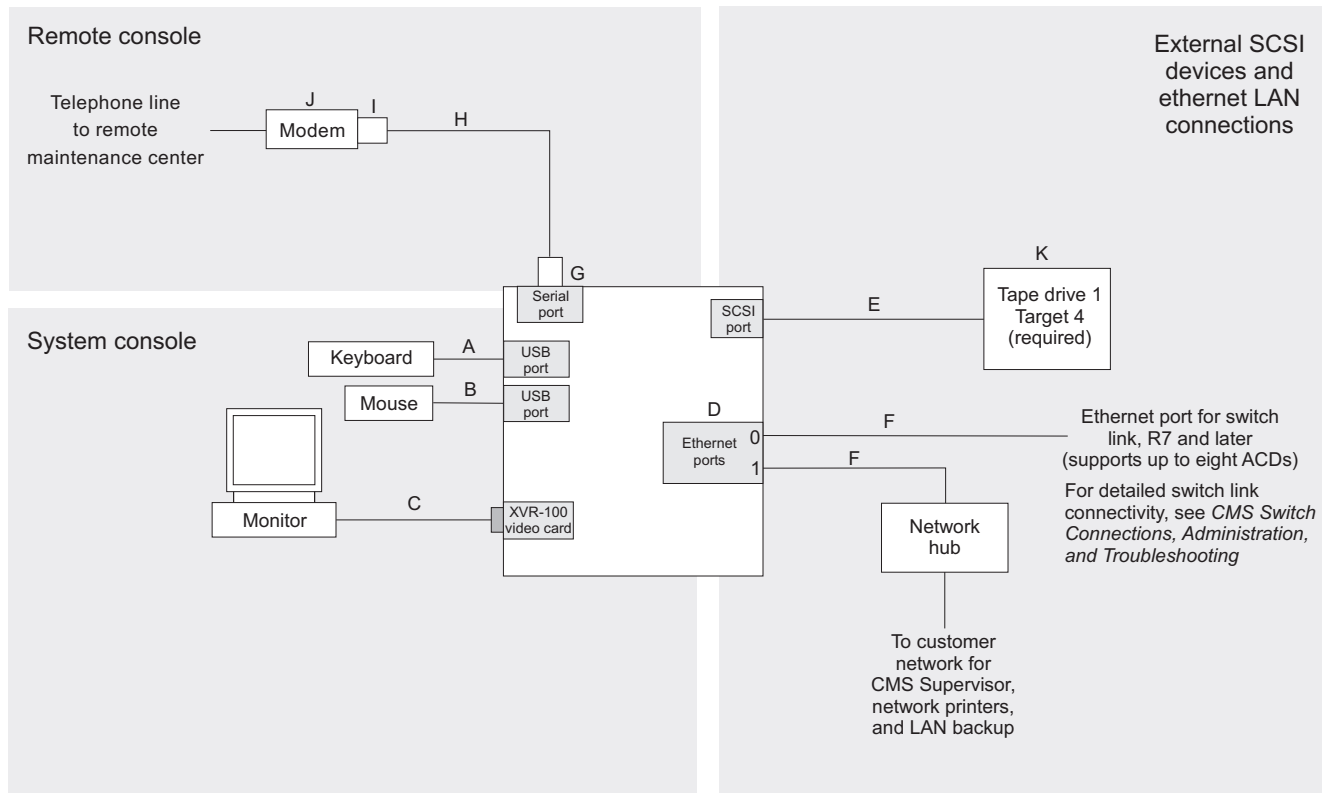 Remote console
Telephone line
to remote
maintenance center
J
Modem
I
H
G
Serial
port
System console
Keyboard
A
USB
port
Mouse
B
USB
port
Monitor
C
XVR-100
video card
External SCSI
devices and
ethernet LAN
connections
SCSI
port
E
K
Tape drive 1
Target 4
(required)
D
Ethernet
ports
0
1
F
F
Ethernet port for switch
link, R7 and later
(supports up to eight ACDs)
For detailed switch link
connectivity, see CMS Switch
Connections, Administration,
and Troubleshooting
Network
hub
To customer
network for
CMS Supervisor,
network printers,
and LAN backup